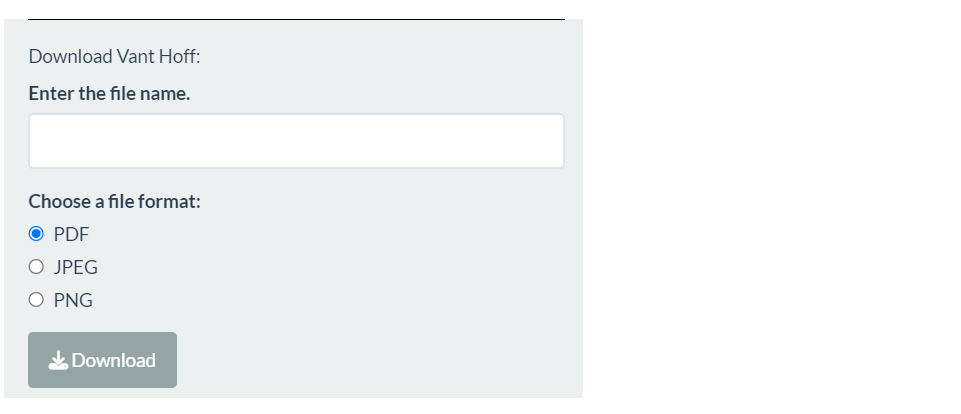 Download Vant Hoff:
Enter the file name.
Choose a file format:
PDF
JPEG
PNG
Download